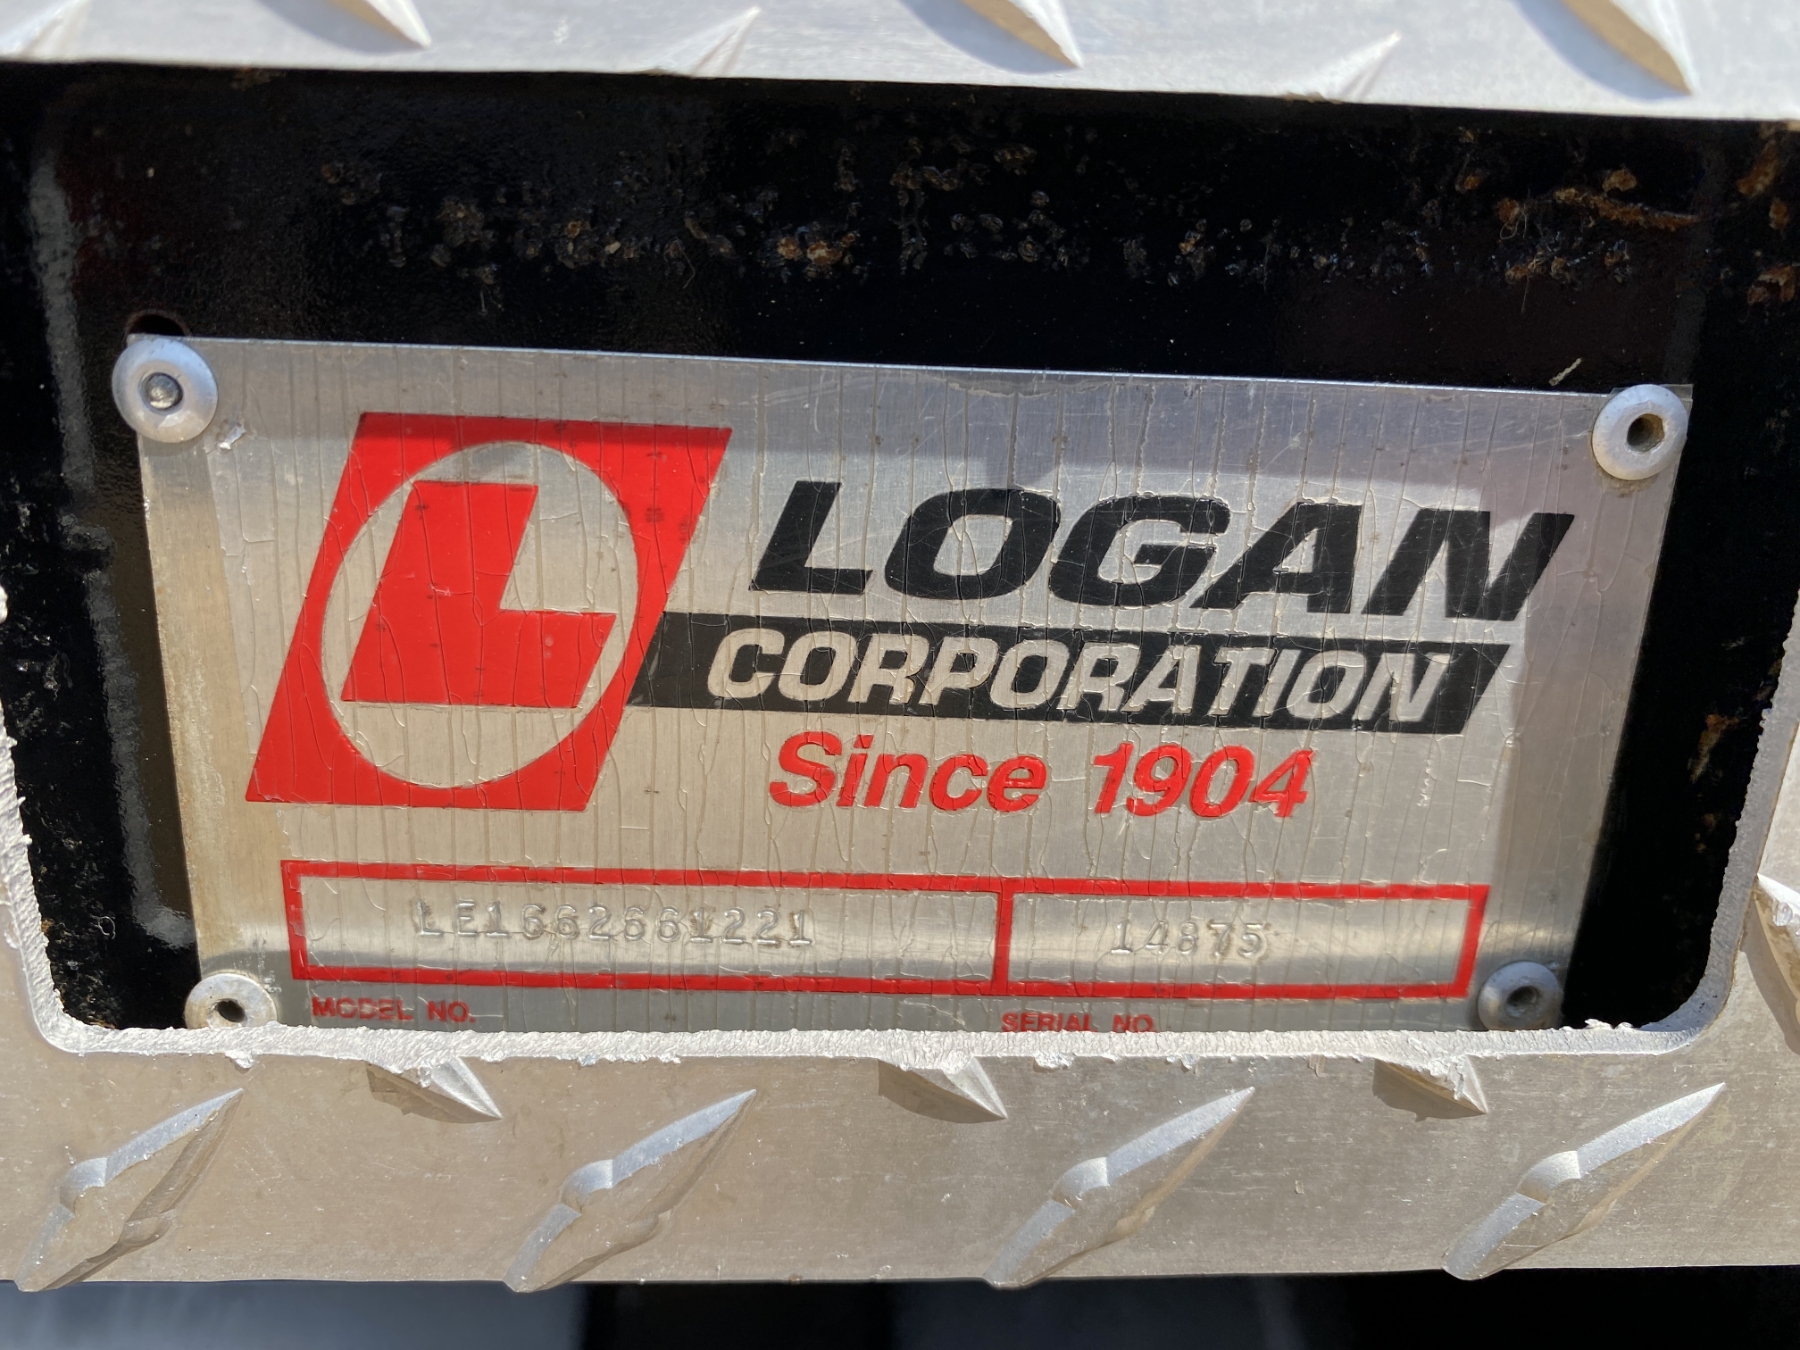 L
LOGAN
CORPORATION
Since 1904
LE1662661221 14875
MODEL NO. SERIAL NO.